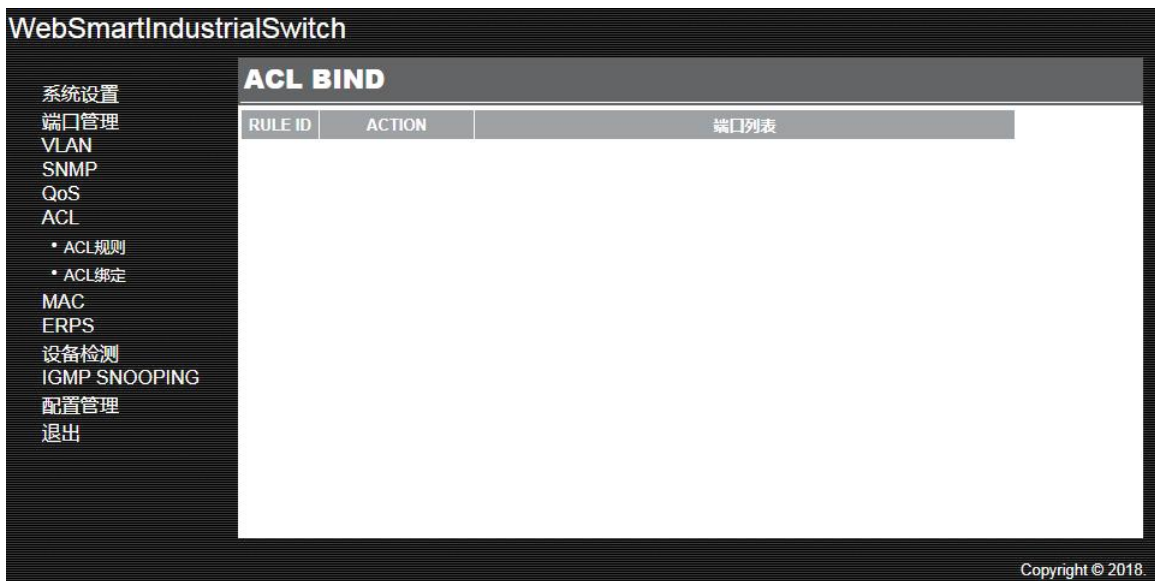 WebSmartIndustrialSwitch
系统设置
端口管理
VLAN
SNMP
QoS
ACL
• ACL规则
• ACL绑定
MAC
ERPS
设备检测
IGMP SNOOPING
配置管理
退出
ACL BIND
RULE ID ACTION 端口列表
Copyright © 2018.